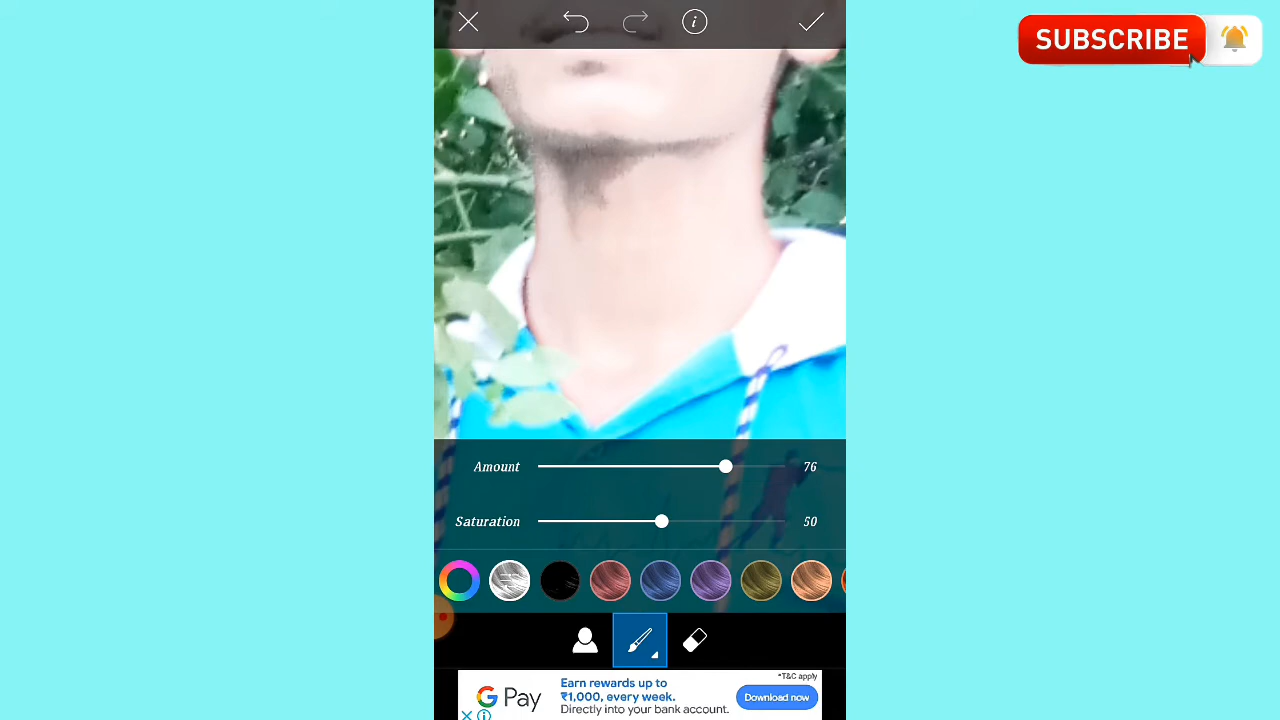 SUBSCRIBE
Amount 76
Saturation 50
G Pay
Earn rewards up to
₹1,000, every week.
Directly into your bank account.
*T&C apply
Download now